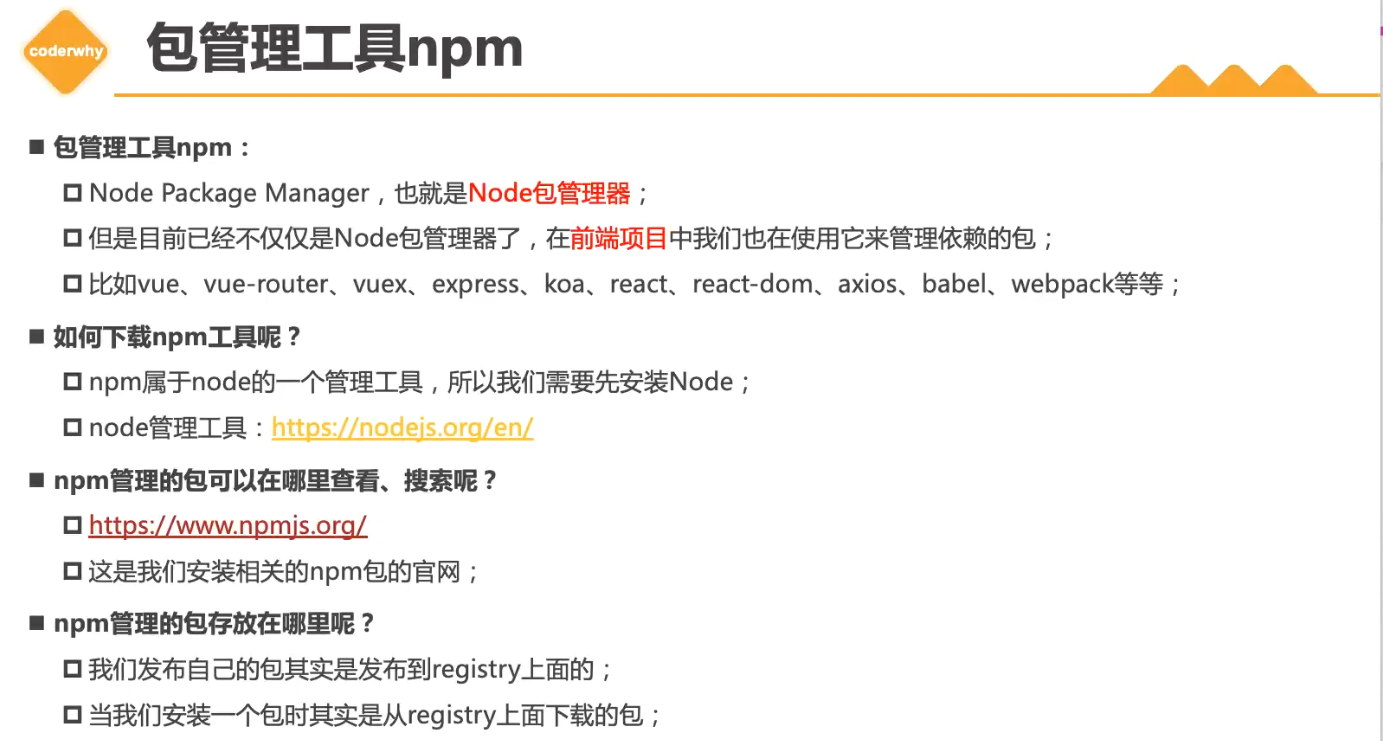 coderwhy
包管理工具npm
■ 包管理工具npm：
Node Package Manager，也就是Node包管理器；
但是目前已经不仅仅是Node包管理器了，在前端项目中我们也在使用它来管理依赖的包；
比如vue、vue-router、vuex、express、koa、react、react-dom、axios、babel、webpack等等；
■ 如何下载npm工具呢？
npm属于node的一个管理工具，所以我们需要先安装Node；
node管理工具：https://nodejs.org/en/
■ npm管理的包可以在哪里查看、搜索呢？
https://www.npmjs.org/
这是我们安装相关的npm包的官网；
■ npm管理的包存放在哪里呢？
我们发布自己的包其实是发布到registry上面的；
当我们安装一个包时其实是从registry上面下载的包；